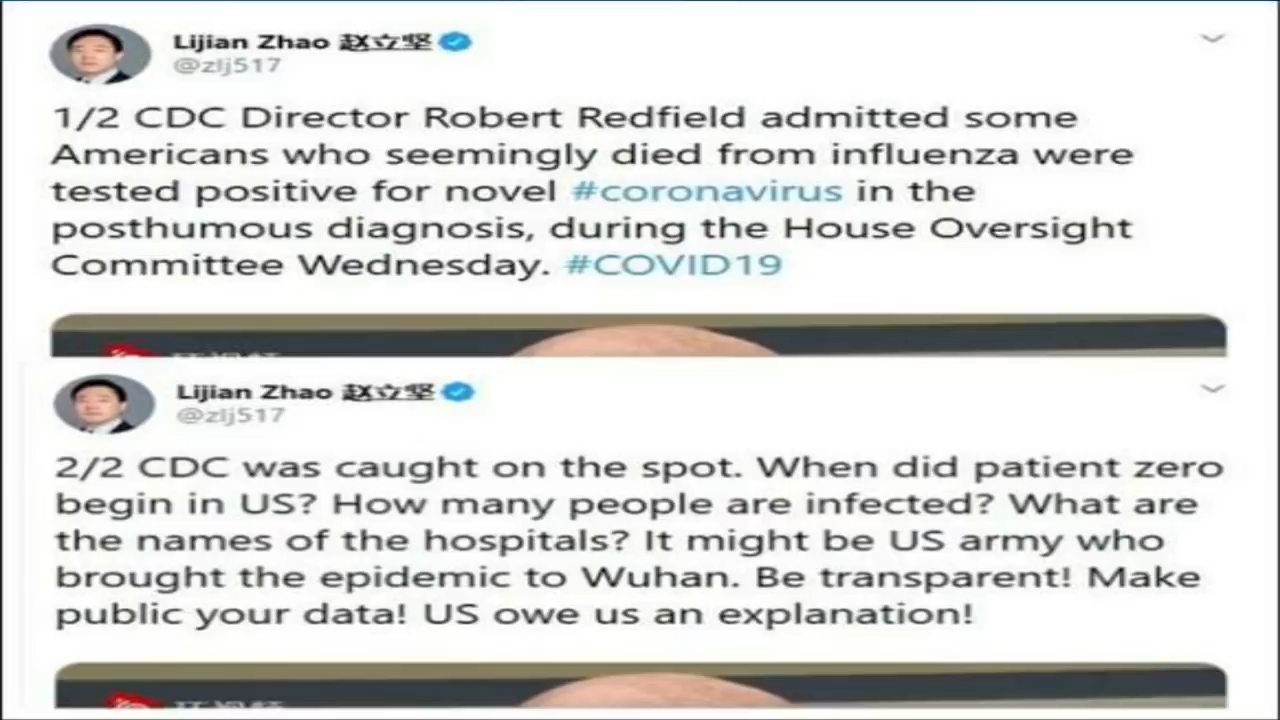 Lijian Zhao 赵立坚
@zlj517
1/2 CDC Director Robert Redfield admitted some
Americans who seemingly died from influenza were
tested positive for novel #coronavirus in the
posthumous diagnosis, during the House Oversight
Committee Wednesday. #COVID19
Lijian Zhao 赵立坚
@zlj517
2/2 CDC was caught on the spot. When did patient zero
begin in US? How many people are infected? What are
the names of the hospitals? It might be US army who
brought the epidemic to Wuhan. Be transparent! Make
public your data! US owe us an explanation!